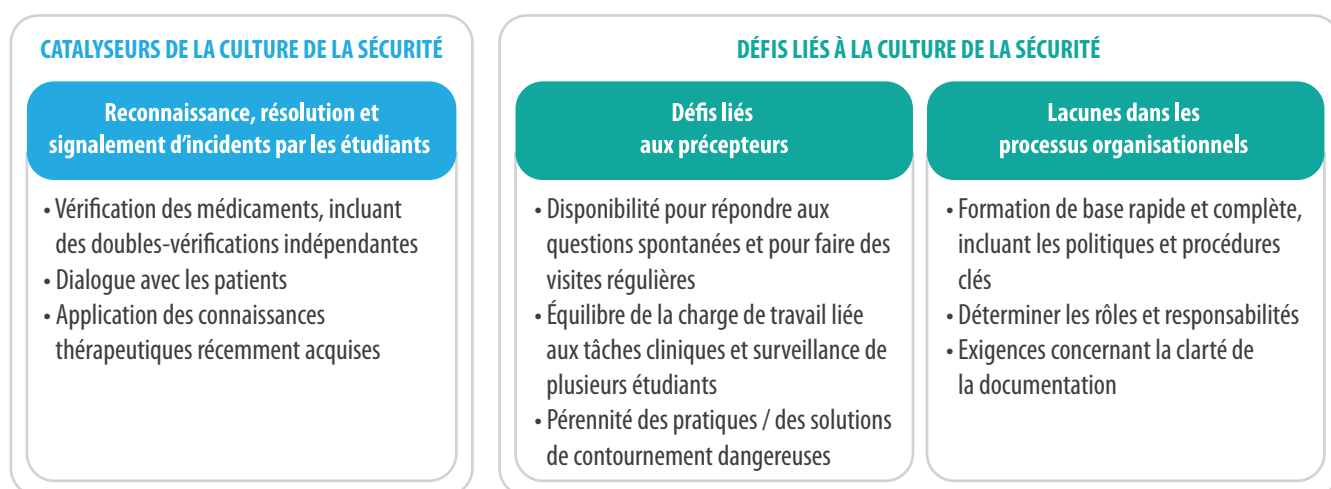 CATALYSEURS DE LA CULTURE DE LA SÉCURITÉ
Reconnaissance, résolution et
signalement d’incidents par les étudiants
• Vérification des médicaments, incluant
des doubles-vérifications indépendantes
• Dialogue avec les patients
• Application des connaissances
thérapeutiques récemment acquises
DÉFIS LIÉS À LA CULTURE DE LA SÉCURITÉ
Défis liés
aux précepteurs
• Disponibilité pour répondre aux
questions spontanées et pour faire des
visites régulières
• Équilibre de la charge de travail liée
aux tâches cliniques et surveillance de
plusieurs étudiants
• Pérennité des pratiques / des solutions
de contournement dangereuses
Lacunes dans les
processus organisationnels
• Formation de base rapide et complète,
incluant les politiques et procédures
clés
• Déterminer les rôles et responsabilités
• Exigences concernant la clarté de
la documentation